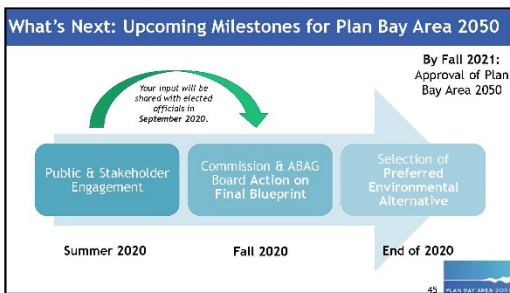 What's Next: Upcoming Milestones for Plan Bay Area 2050
By Fall 2021:
Approval of Plan
Bay Area 2050
Your input will be
shared with elected
officials in
September 2020.
Public & Stakeholder
Engagement
Commission & ABAG
Board Action on
Final Blueprint
Selection of
Preferred
Environmental
Alternative
Summer 2020
Fall 2020
End of 2020
45
PLAN BAY AREA 2050